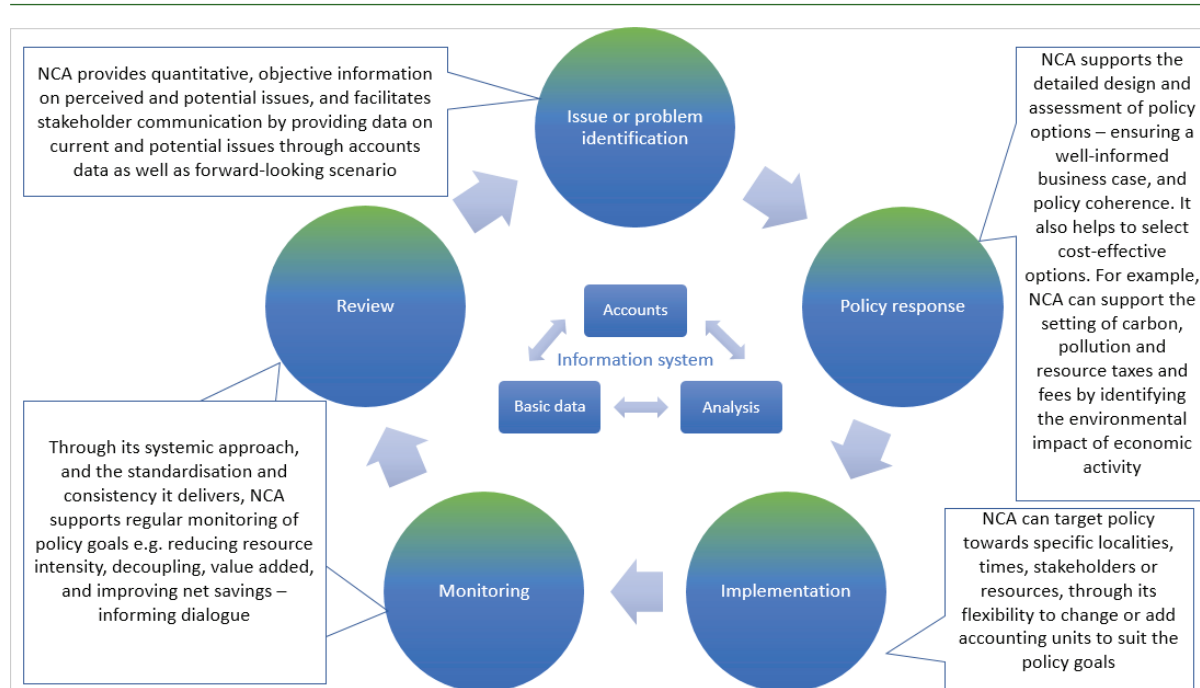 NCA provides quantitative, objective information
on perceived and potential issues, and facilitates
stakeholder communication by providing data on
current and potential issues through accounts
data as well as forward-looking scenario
Issue or problem
identification
NCA supports the
detailed design and
assessment of policy
options – ensuring a
well-informed
business case, and
policy coherence. It
also helps to select
cost-effective
options. For example,
NCA can support the
setting of carbon,
pollution and
resource taxes and
fees by identifying
the environmental
impact of economic
activity
Review
Policy response
Accounts
Information system
Basic data
Analysis
Through its systemic approach,
and the standardisation and
consistency it delivers, NCA
supports regular monitoring of
policy goals e.g. reducing resource
intensity, decoupling, value added,
and improving net savings –
informing dialogue
Monitoring
Implementation
NCA can target policy
towards specific localities,
times, stakeholders or
resources, through its
flexibility to change or add
accounting units to suit the
policy goals